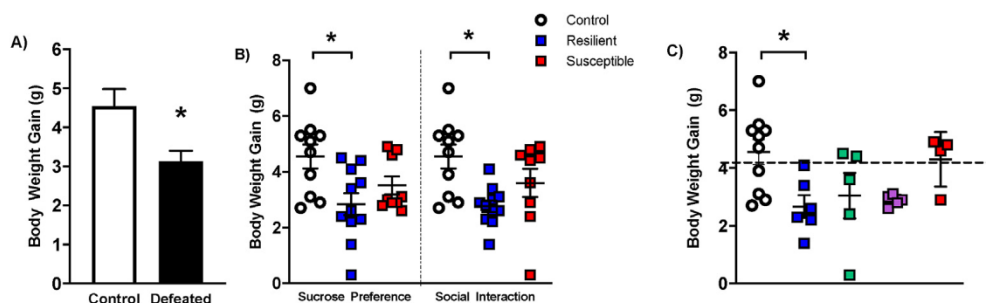 A)
Body Weight Gain (g)
6
5
4
3
2
1
0
*
Control Defeated
B)
Body Weight Gain (g)
8
6
4
2
0
*
*
Sucrose Preference
Social Interaction
Control
Resilient
Susceptible
C)
Body Weight Gain (g)
8
6
4
2
0
*